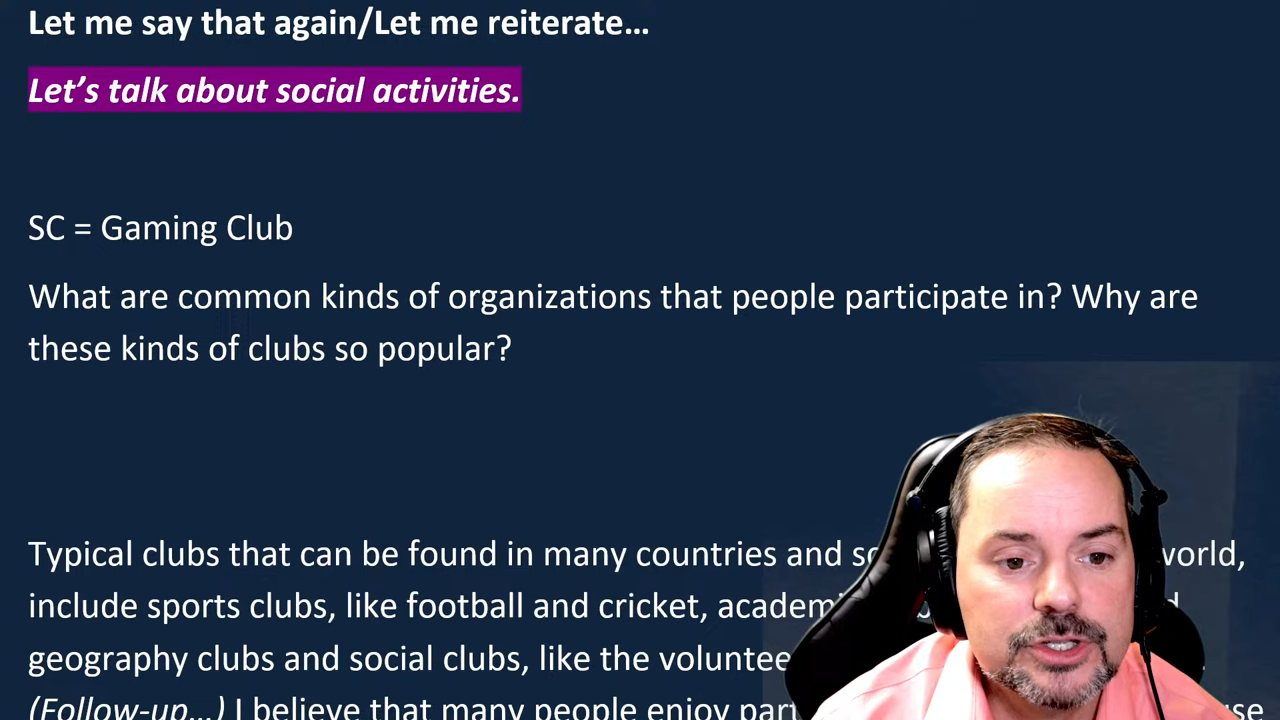 Let me say that again/Let me reiterate…
Let’s talk about social activities.
SC = Gaming Club
What are common kinds of organizations that people participate in? Why are
these kinds of clubs so popular?
Typical clubs that can be found in many countries and world,
include sports clubs, like football and cricket,
geography clubs and social clubs, like the
(Follow-up…) I believe that many people enjoy